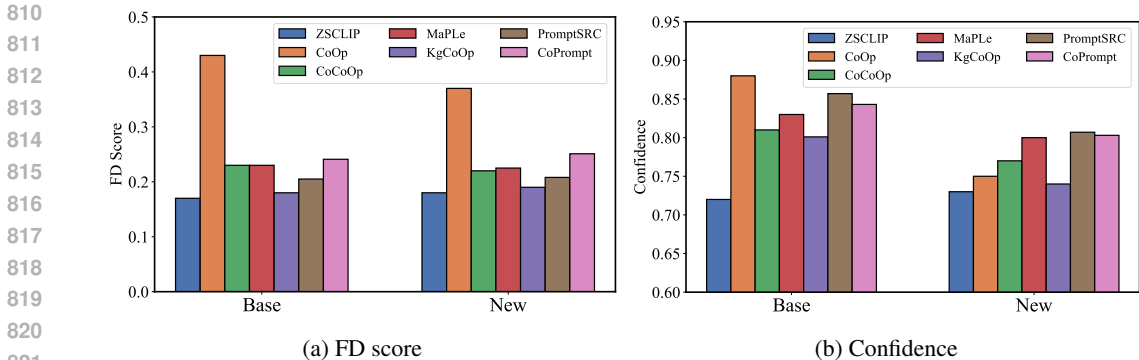 810
811
812
813
814
815
816
817
818
819
820
0.5
0.4
0.3
0.2
0.1
0.0
FD Score
ZSCLIP MaPLe PromptSRC
CoOp KgCoOp CoPrompt
CoCoOp
Base New
(a) FD score
0.95
0.90
0.85
0.80
0.75
0.70
0.65
0.60
Confidence
ZSCLIP MaPLe PromptSRC
CoOp KgCoOp CoPrompt
CoCoOp
Base New
(b) Confidence